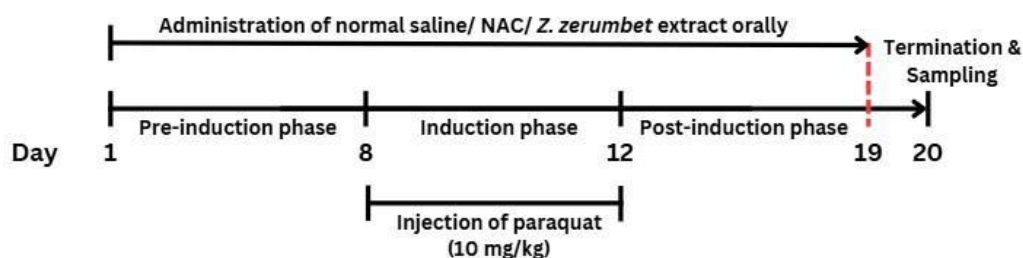 Administration of normal saline/ NAC/ Z. zerumbet extract orally
Termination &
Sampling
Pre-induction phase
Induction phase
Post-induction phase
Day
1
8
12
19
20
Injection of paraquat
(10 mg/kg)